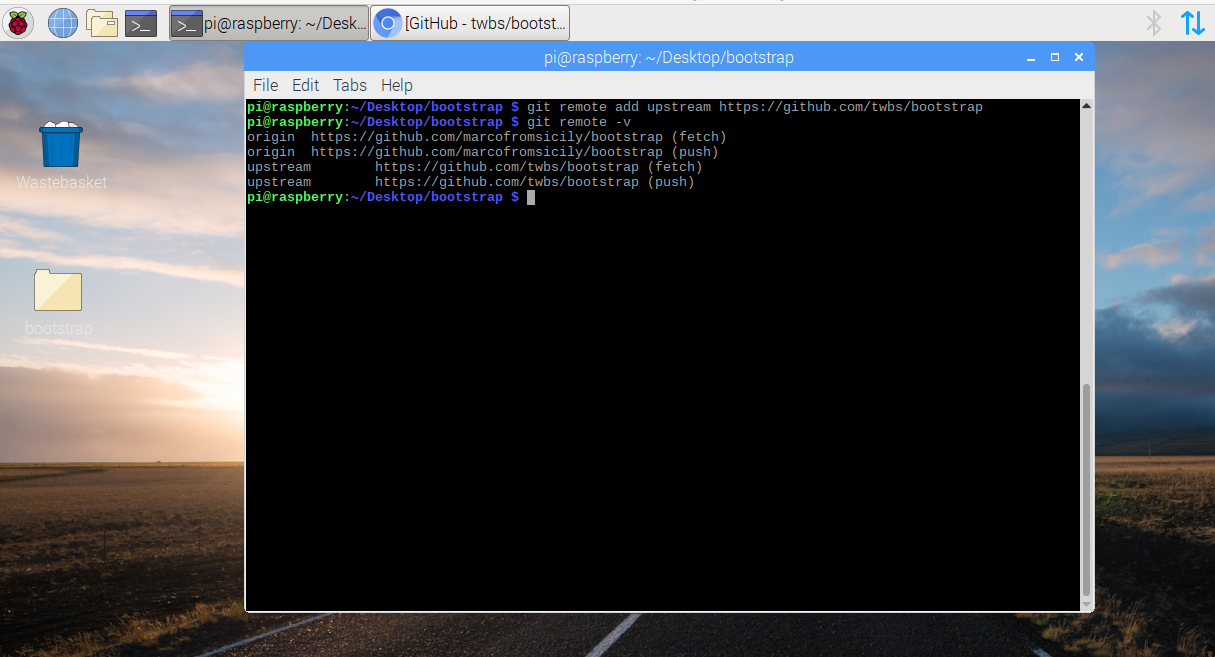 pi@raspberry: ~/Desk...
[GitHub - twbs/bootst...
pi@raspberry: ~/Desktop/bootstrap
File Edit Tabs Help
pi@raspberry:~/Desktop/bootstrap $ git remote add upstream https://github.com/twbs/bootstrap
pi@raspberry:~/Desktop/bootstrap $ git remote -v
origin  https://github.com/marcofromsicily/bootstrap (fetch)
origin  https://github.com/marcofromsicily/bootstrap (push)
upstream        https://github.com/twbs/bootstrap (fetch)
upstream        https://github.com/twbs/bootstrap (push)
pi@raspberry:~/Desktop/bootstrap $
Wastebasket
bootstrap